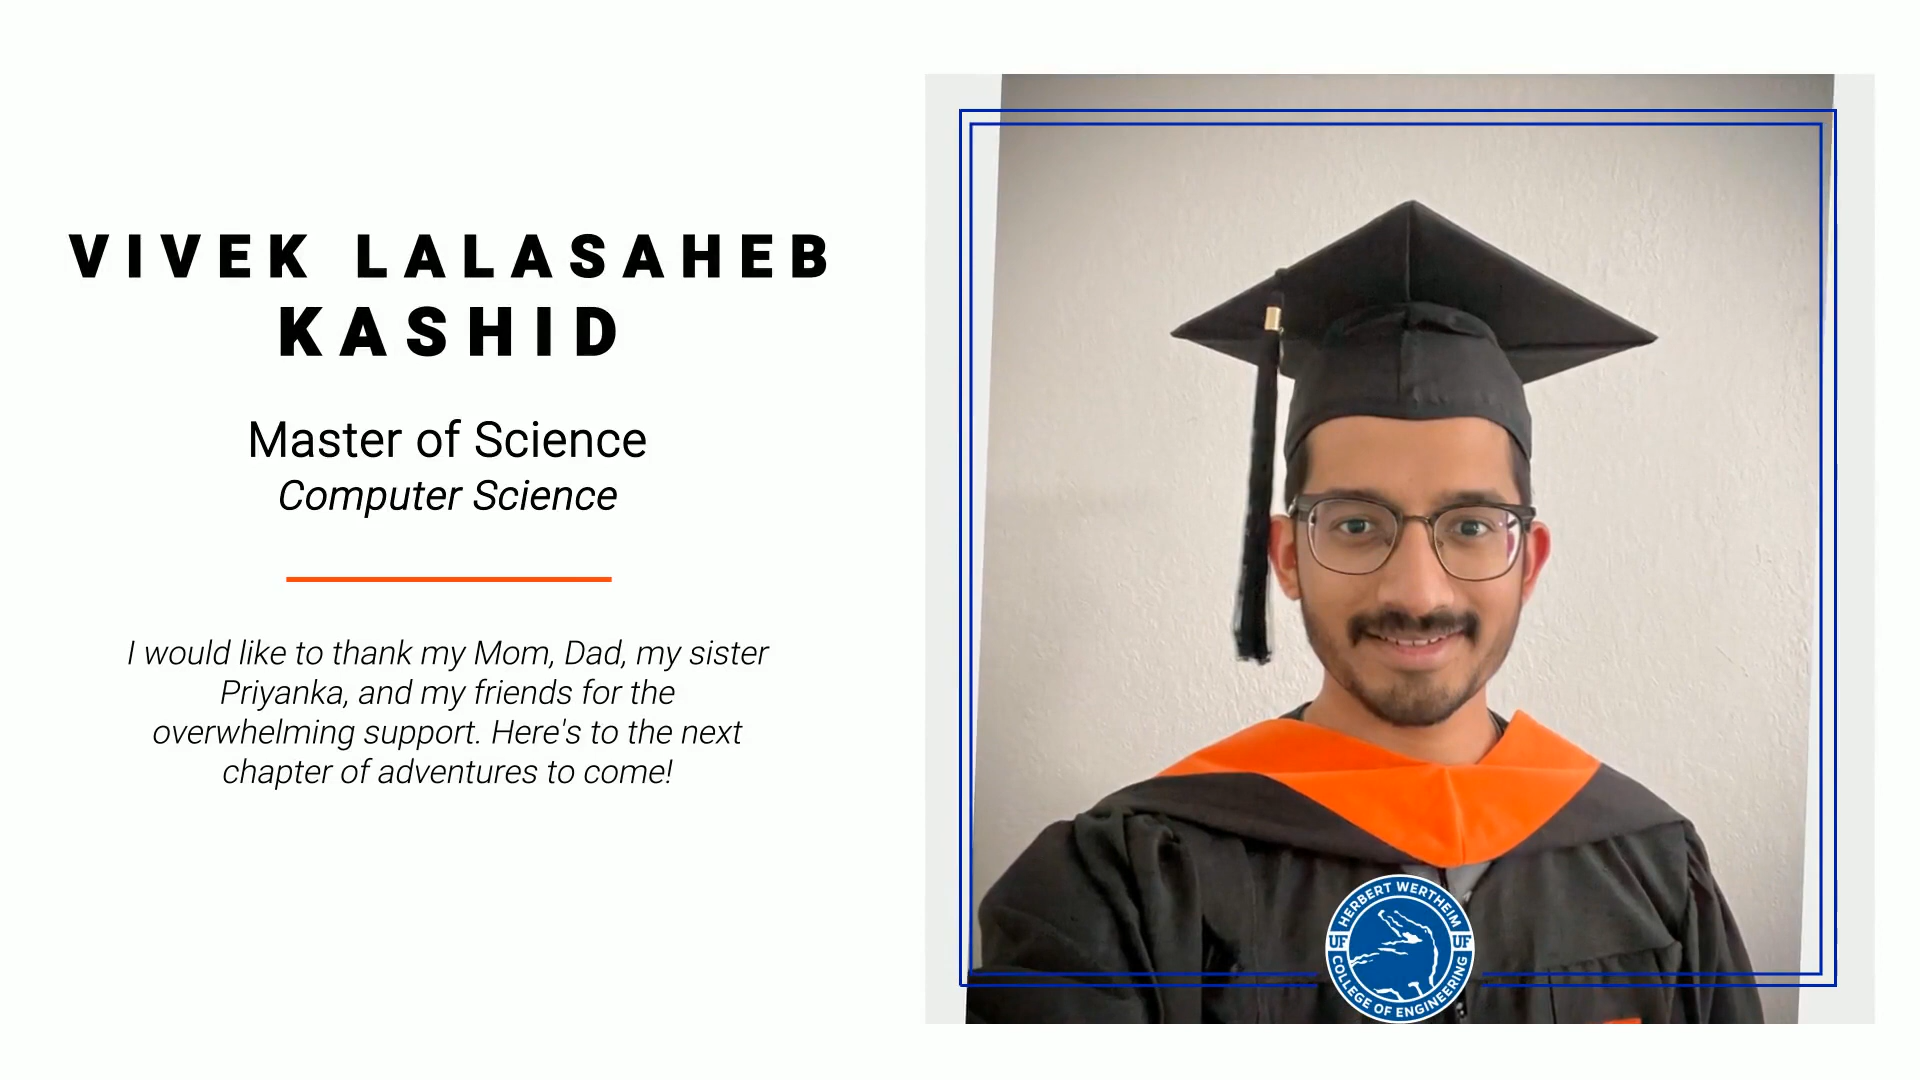 VIVEK LALASAHEB
KASHID
Master of Science
Computer Science
I would like to thank my Mom, Dad, my sister
Priyanka, and my friends for the
overwhelming support. Here's to the next
chapter of adventures to come!
HERBERT WERTHEIM
UF UF
COLLEGE OF ENGINEERING